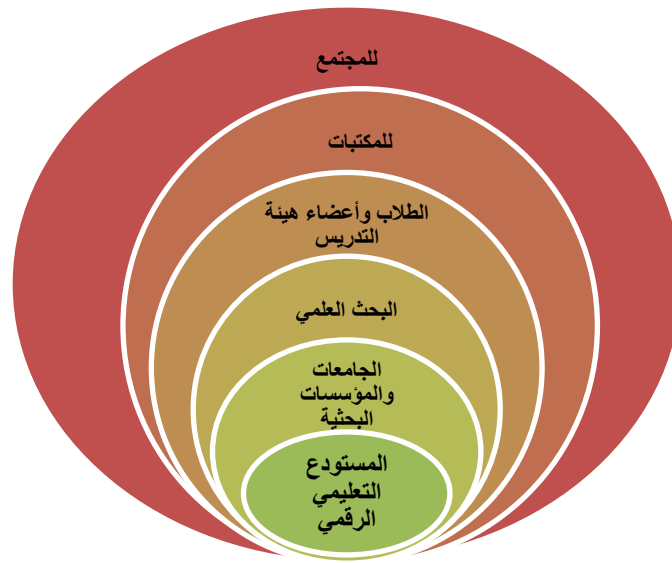 للمجتمع
للمكتبات
الطلاب وأعضاء هيئة
التدريس
البحث العلمي
الجامعات
والمؤسسات
البحثية
المستودع
التعليمي
الرقمي